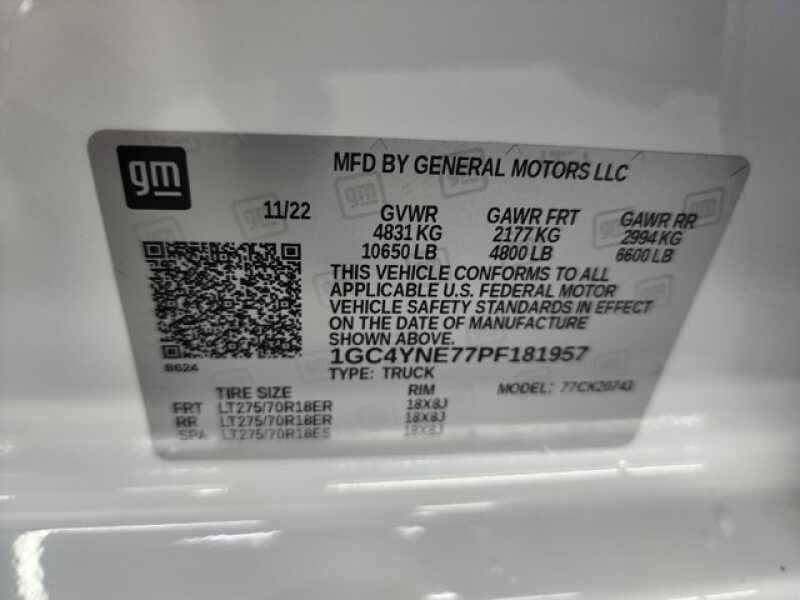 gm
MFD BY GENERAL MOTORS LLC
11/22 GVWR GAWR FRT GAWR RR
4831 KG 2177 KG 2994 KG
10650 LB 4800 LB 6600 LB
THIS VEHICLE CONFORMS TO ALL
APPLICABLE U.S. FEDERAL MOTOR
VEHICLE SAFETY STANDARDS IN EFFECT
ON THE DATE OF MANUFACTURE
SHOWN ABOVE.
1GC4YNE77PF181957
8624
TYPE: TRUCK
TIRE SIZE RIM MODEL: 77CK20743
FRT LT275/70R18ER 18X8J
RR LT275/70R18ER 18X8J
SPA LT275/70R18ES 18X8J